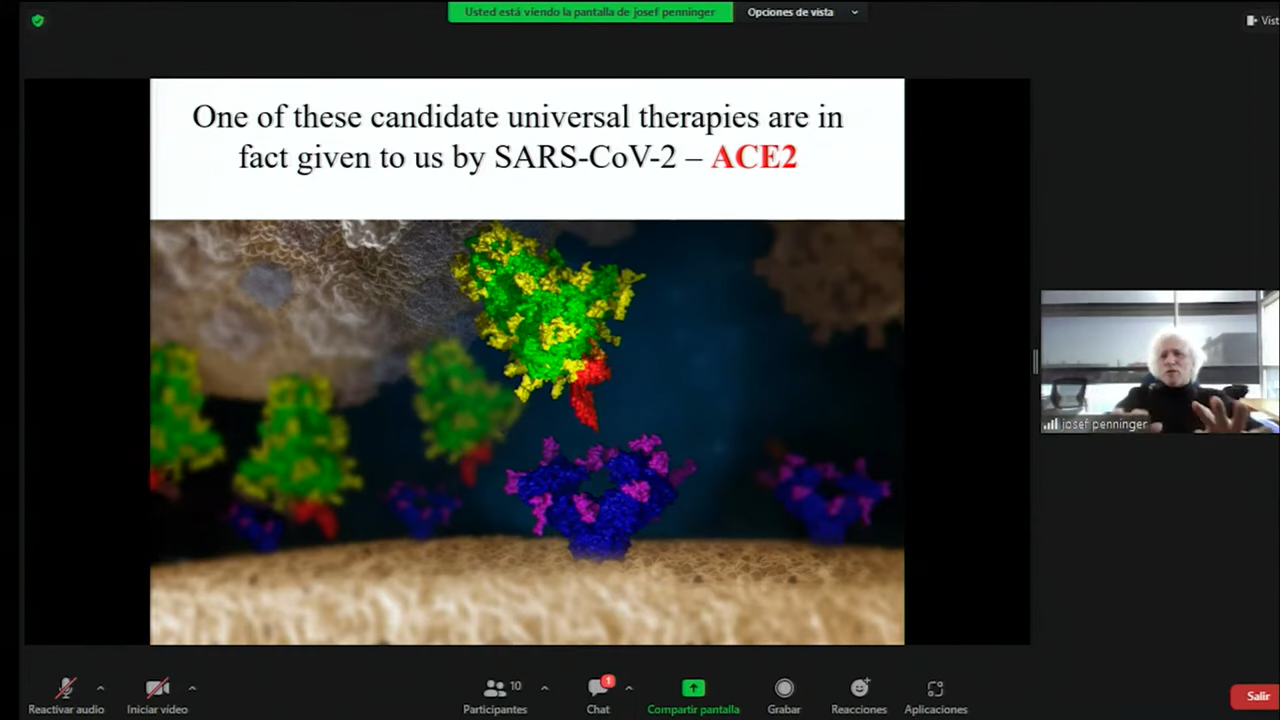 Usted está viendo la pantalla de josef penninger
Opciones de vista
Vist
One of these candidate universal therapies are in
fact given to us by SARS-CoV-2 – ACE2
josef penninger
Reactivar audio
Iniciar vídeo
10
Participantes
1
Chat
Compartir pantalla
Grabar
Reacciones
Aplicaciones
Salir